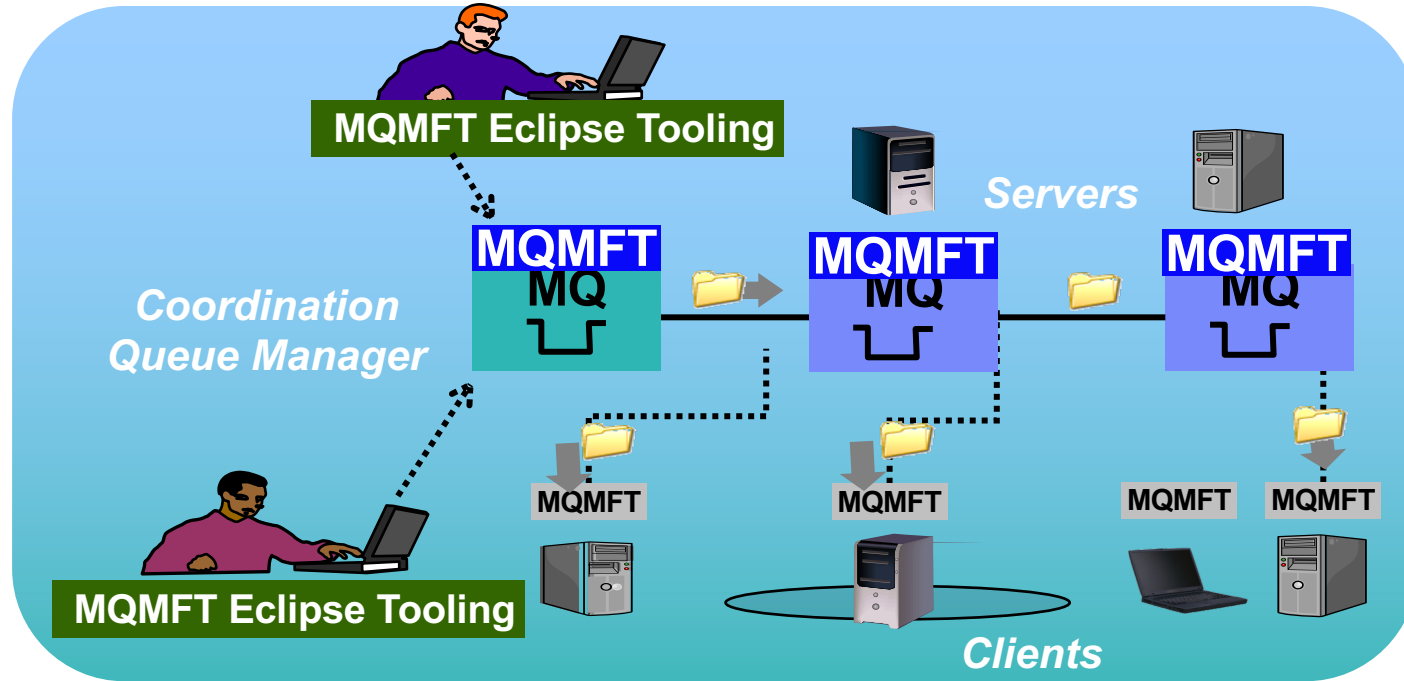 MQMFT Eclipse Tooling
Servers
MQMFT
MQ
MQMFT
MQ
MQMFT
MQ
Coordination
Queue Manager
MQMFT
MQMFT
MQMFT
MQMFT
MQMFT Eclipse Tooling
Clients